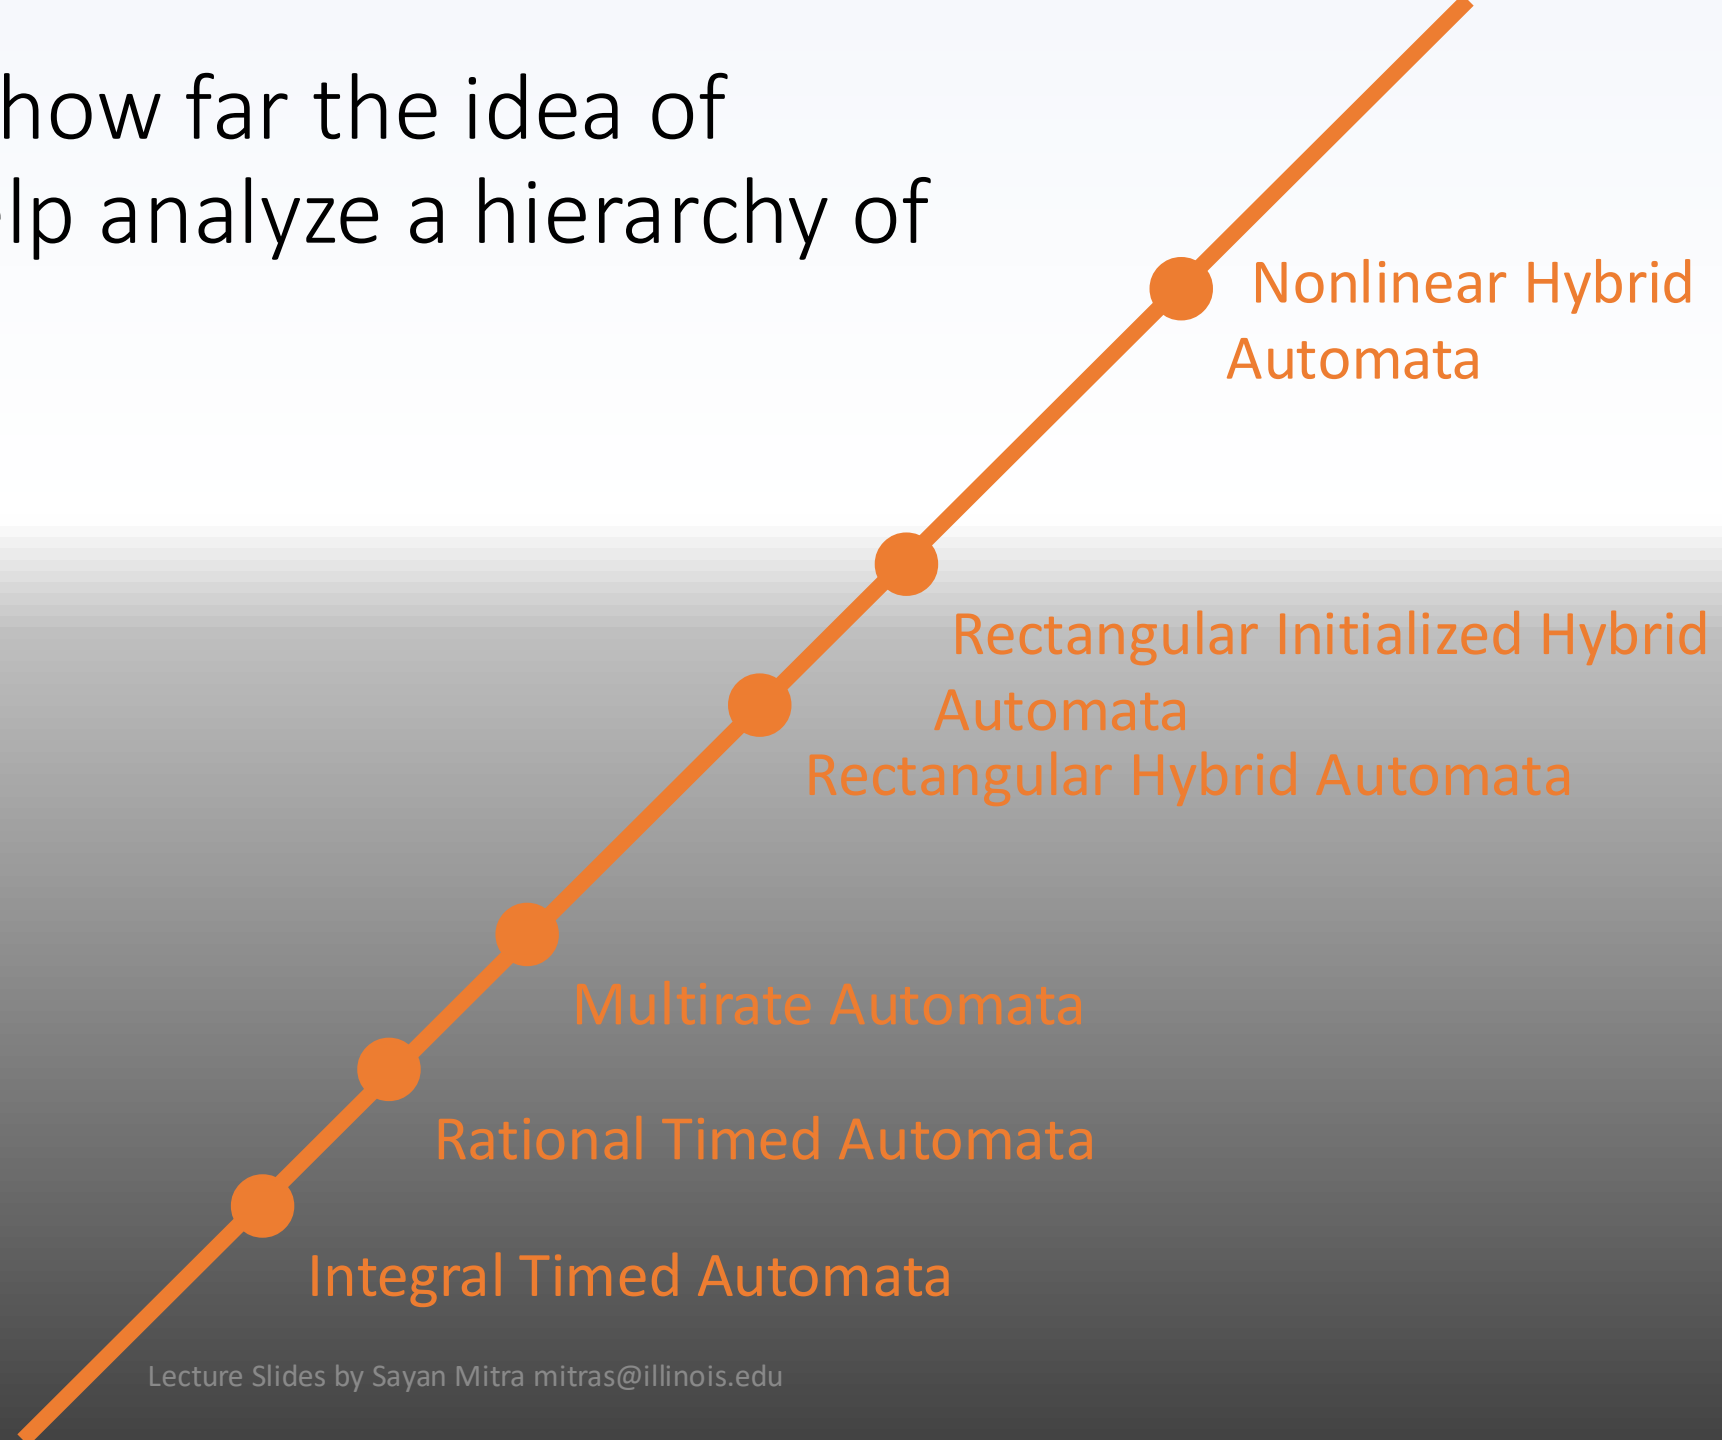 how far the idea of
lp analyze a hierarchy of
Nonlinear Hybrid
Automata
Rectangular Initialized Hybrid
Automata
Rectangular Hybrid Automata
Multirate Automata
Rational Timed Automata
Integral Timed Automata
Lecture Slides by Sayan Mitra mitras@illinois.edu